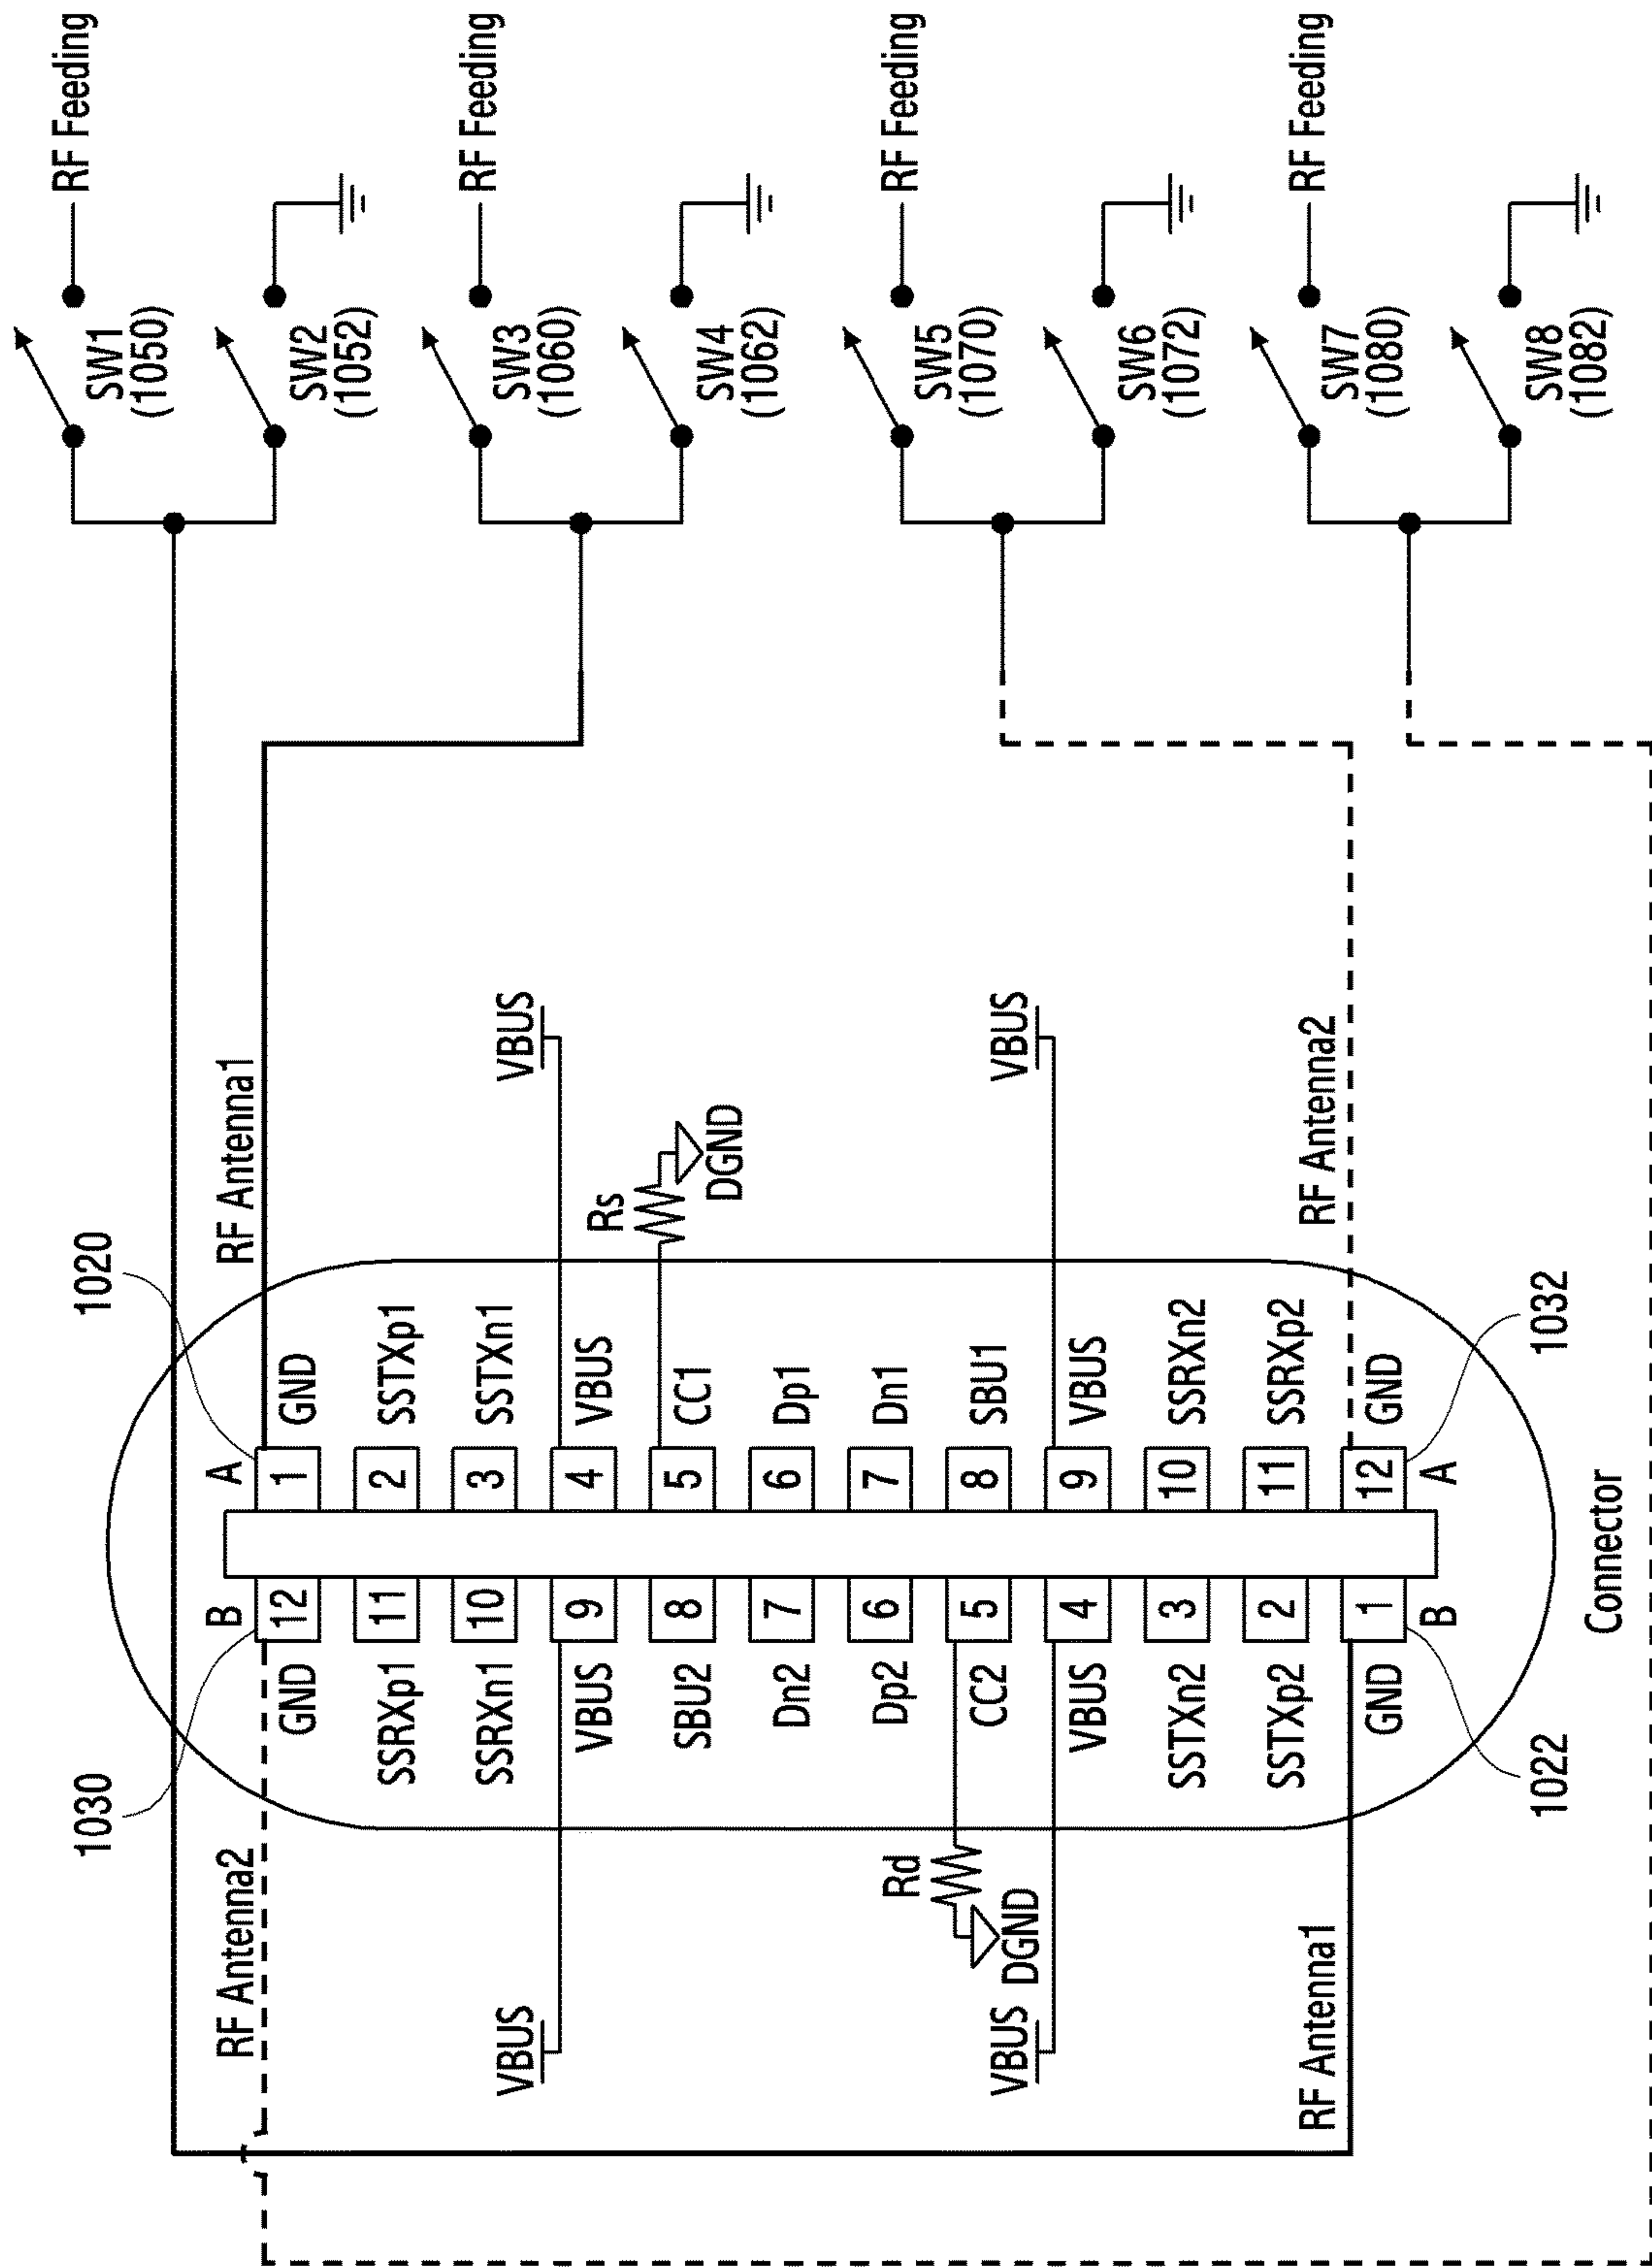 RF Feeding
SW1
(1050)
SW2
(1052)
RF Feeding
SW3
(1060)
SW4
(1062)
RF Feeding
SW5
(1070)
SW6
(1072)
RF Feeding
SW7
(1080)
SW8
(1082)
RF Antenna1
VBUS
Rs
DGND
VBUS
RF Antenna2
1020
A
1 GND
2 SSTXp1
3 SSTXn1
4 VBUS
5 CC1
6 Dp1
7 Dn1
8 SBU1
9 VBUS
10 SSRXn2
11 SSRXp2
12 GND
A
1032
1030
B
12 GND
11 SSRXp1
10 SSRXn1
9 VBUS
8 SBU2
7 Dn2
6 Dp2
5 CC2
4 VBUS
3 SSTXn2
2 SSTXp2
1 GND
B
1022
Connector
RF Antenna2
VBUS
Rd
DGND
VBUS
RF Antenna1